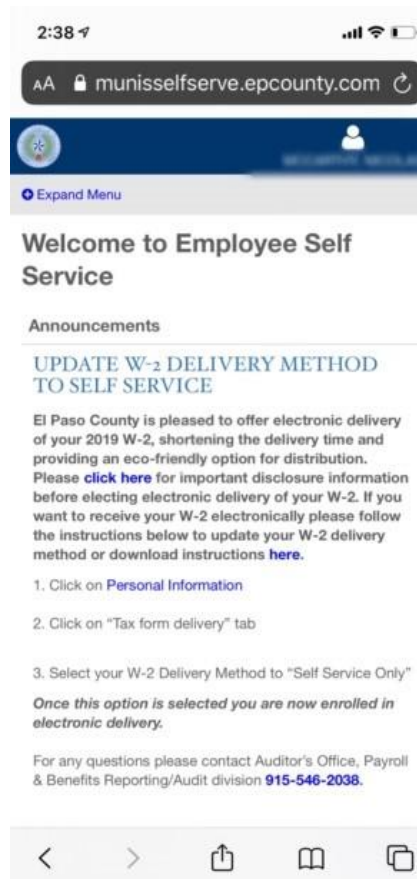 2:38
AA munisselfserve.epcounty.com
Expand Menu
Welcome to Employee Self
Service
Announcements
UPDATE W-2 DELIVERY METHOD
TO SELF SERVICE
El Paso County is pleased to offer electronic delivery
of your 2019 W-2, shortening the delivery time and
providing an eco-friendly option for distribution.
Please click here for important disclosure information
before electing electronic delivery of your W-2. If you
want to receive your W-2 electronically please follow
the instructions below to update your W-2 delivery
method or download instructions here.
1. Click on Personal Information
2. Click on “Tax form delivery” tab
3. Select your W-2 Delivery Method to “Self Service Only”
Once this option is selected you are now enrolled in
electronic delivery.
For any questions please contact Auditor's Office, Payroll
& Benefits Reporting/Audit division 915-546-2038.